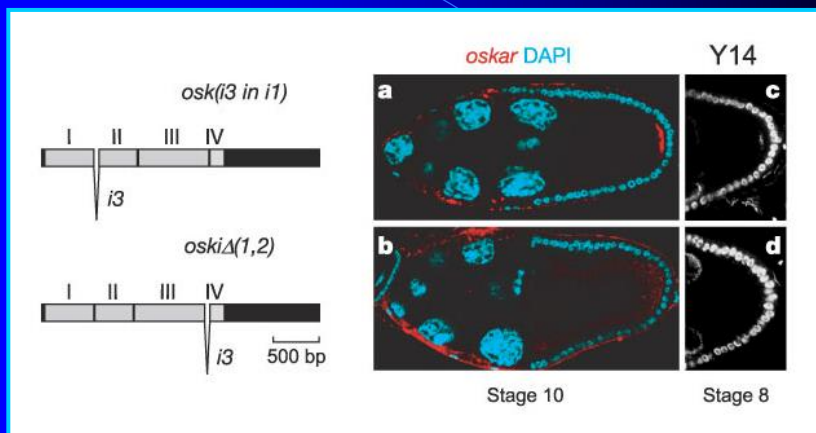 osk(i3 in i1)
I II III IV
i3
oskiΔ(1,2)
I II III IV
i3
500 bp
oskar DAPI
Y14
a
c
b
d
Stage 10
Stage 8